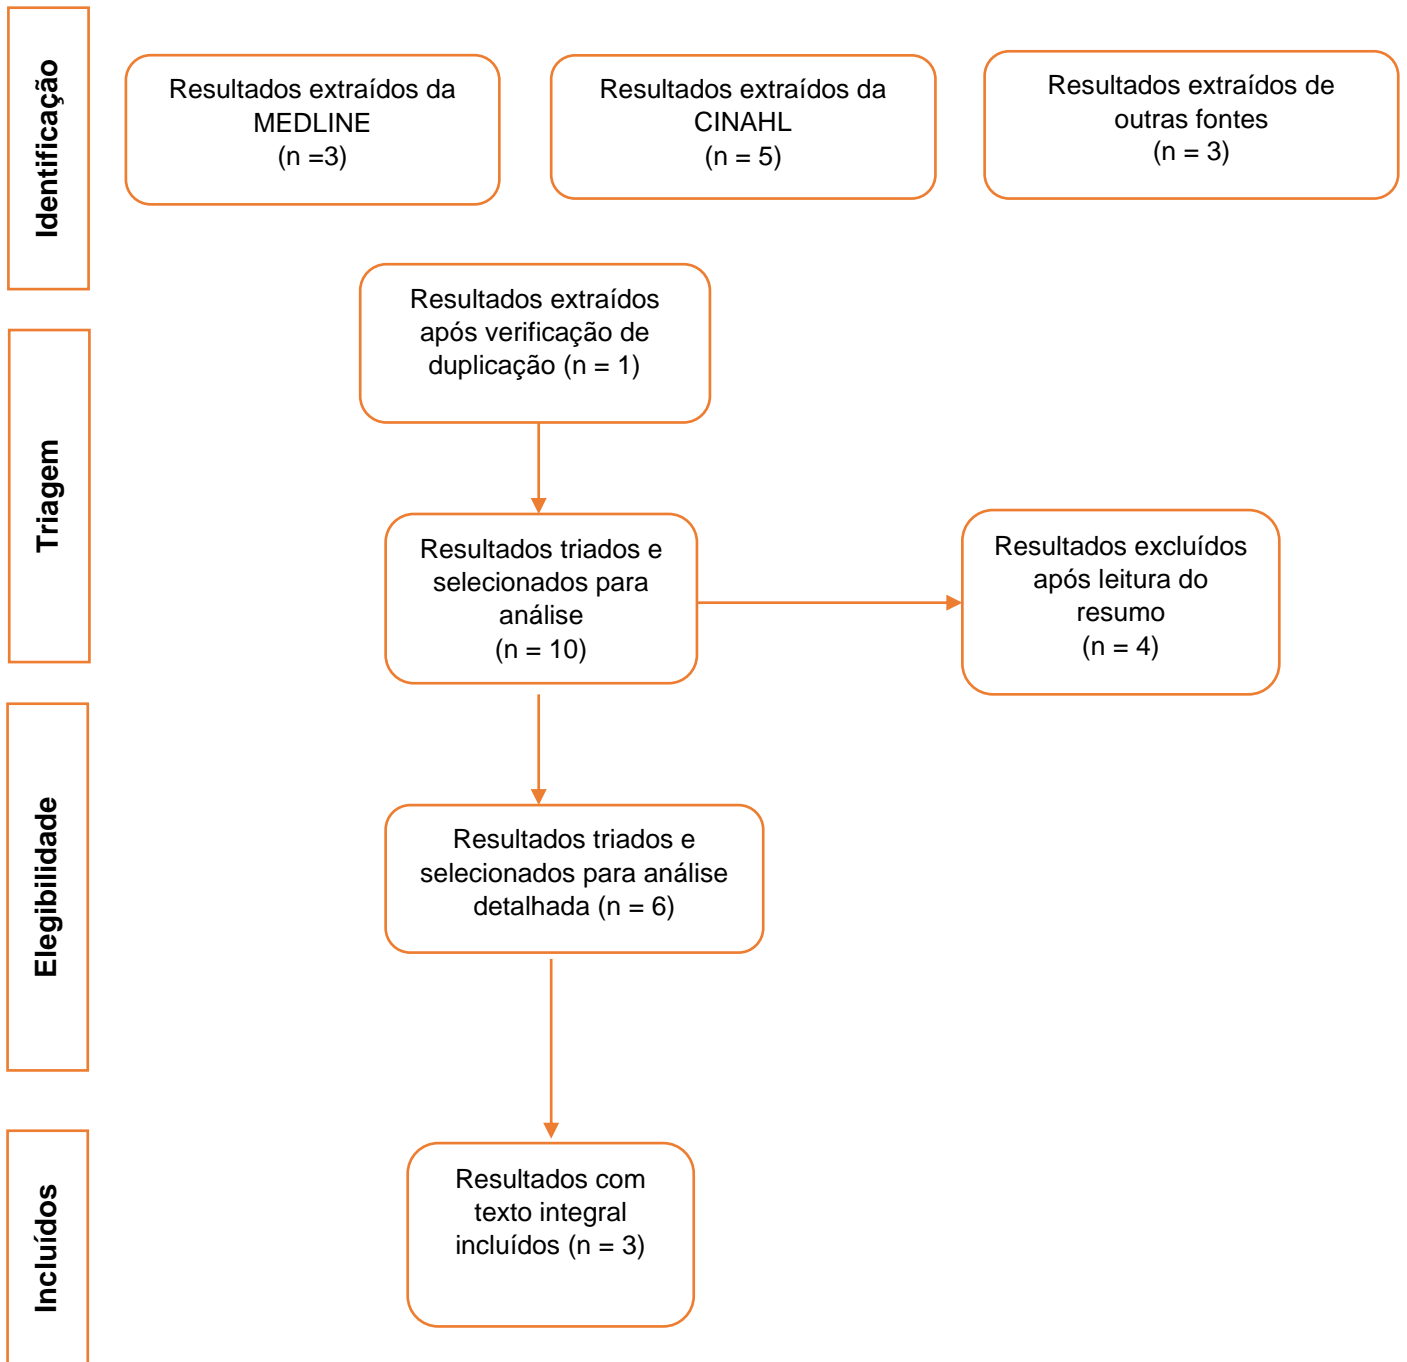 Identificação
Resultados extraídos da
MEDLINE
(n =3)
Resultados extraídos da
CINAHL
(n = 5)
Resultados extraídos de
outras fontes
(n = 3)
Triagem
Resultados extraídos
após verificação de
duplicação (n = 1)
Resultados triados e
selecionados para
análise
(n = 10)
Resultados excluídos
após leitura do
resumo
(n = 4)
Elegibilidade
Resultados triados e
selecionados para análise
detalhada (n = 6)
Incluídos
Resultados com
texto integral
incluídos (n = 3)